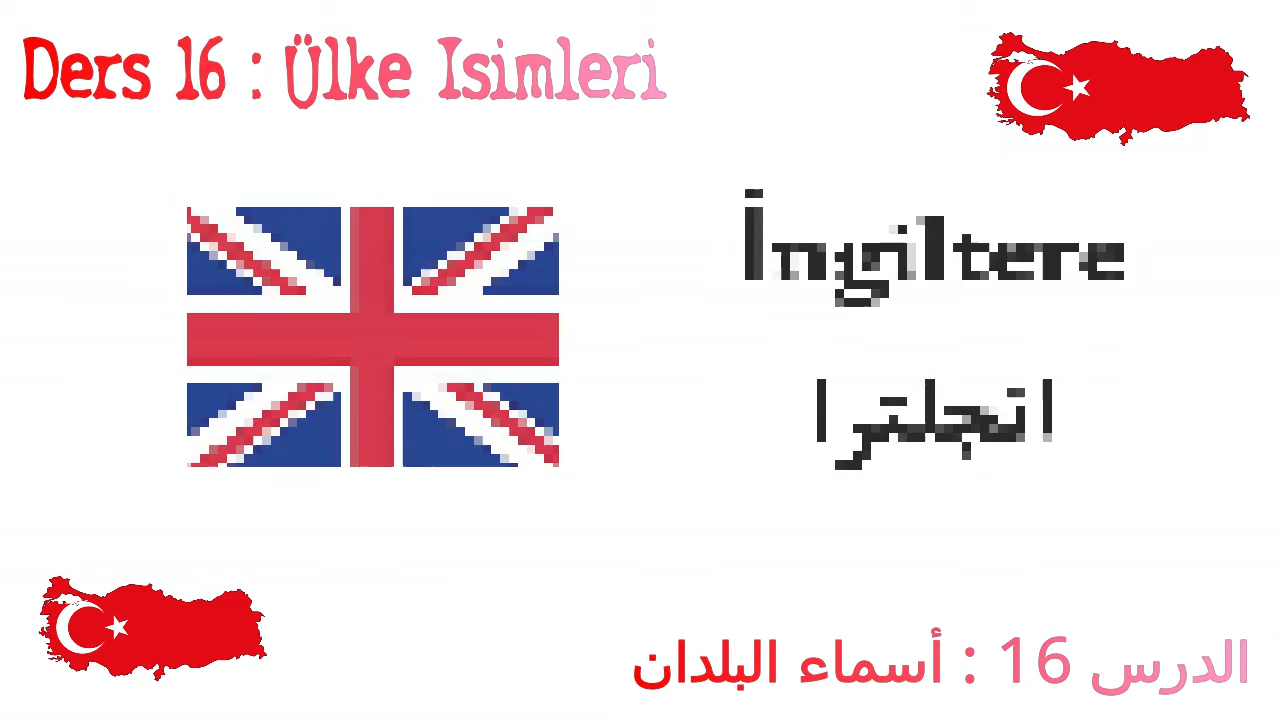 Ders 16 : Ülke Isimleri
İngiltere
انجلترا
الدرس 16 : أسماء البلدان